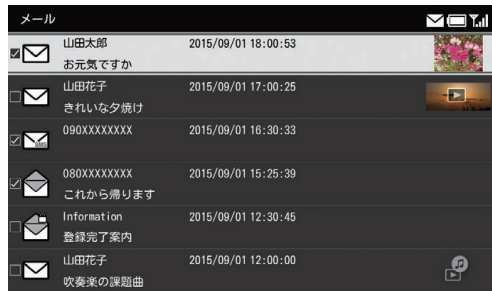 メール
山田太郎 2015/09/01 18:00:53
お元気ですか
山田花子 2015/09/01 17:00:25
きれいな夕焼け
090XXXXXXXX 2015/09/01 16:30:33
SMS
080XXXXXXXX 2015/09/01 15:25:39
これから帰ります
Information 2015/09/01 12:30:45
登録完了案内
山田花子 2015/09/01 12:00:00
吹奏楽の課題曲